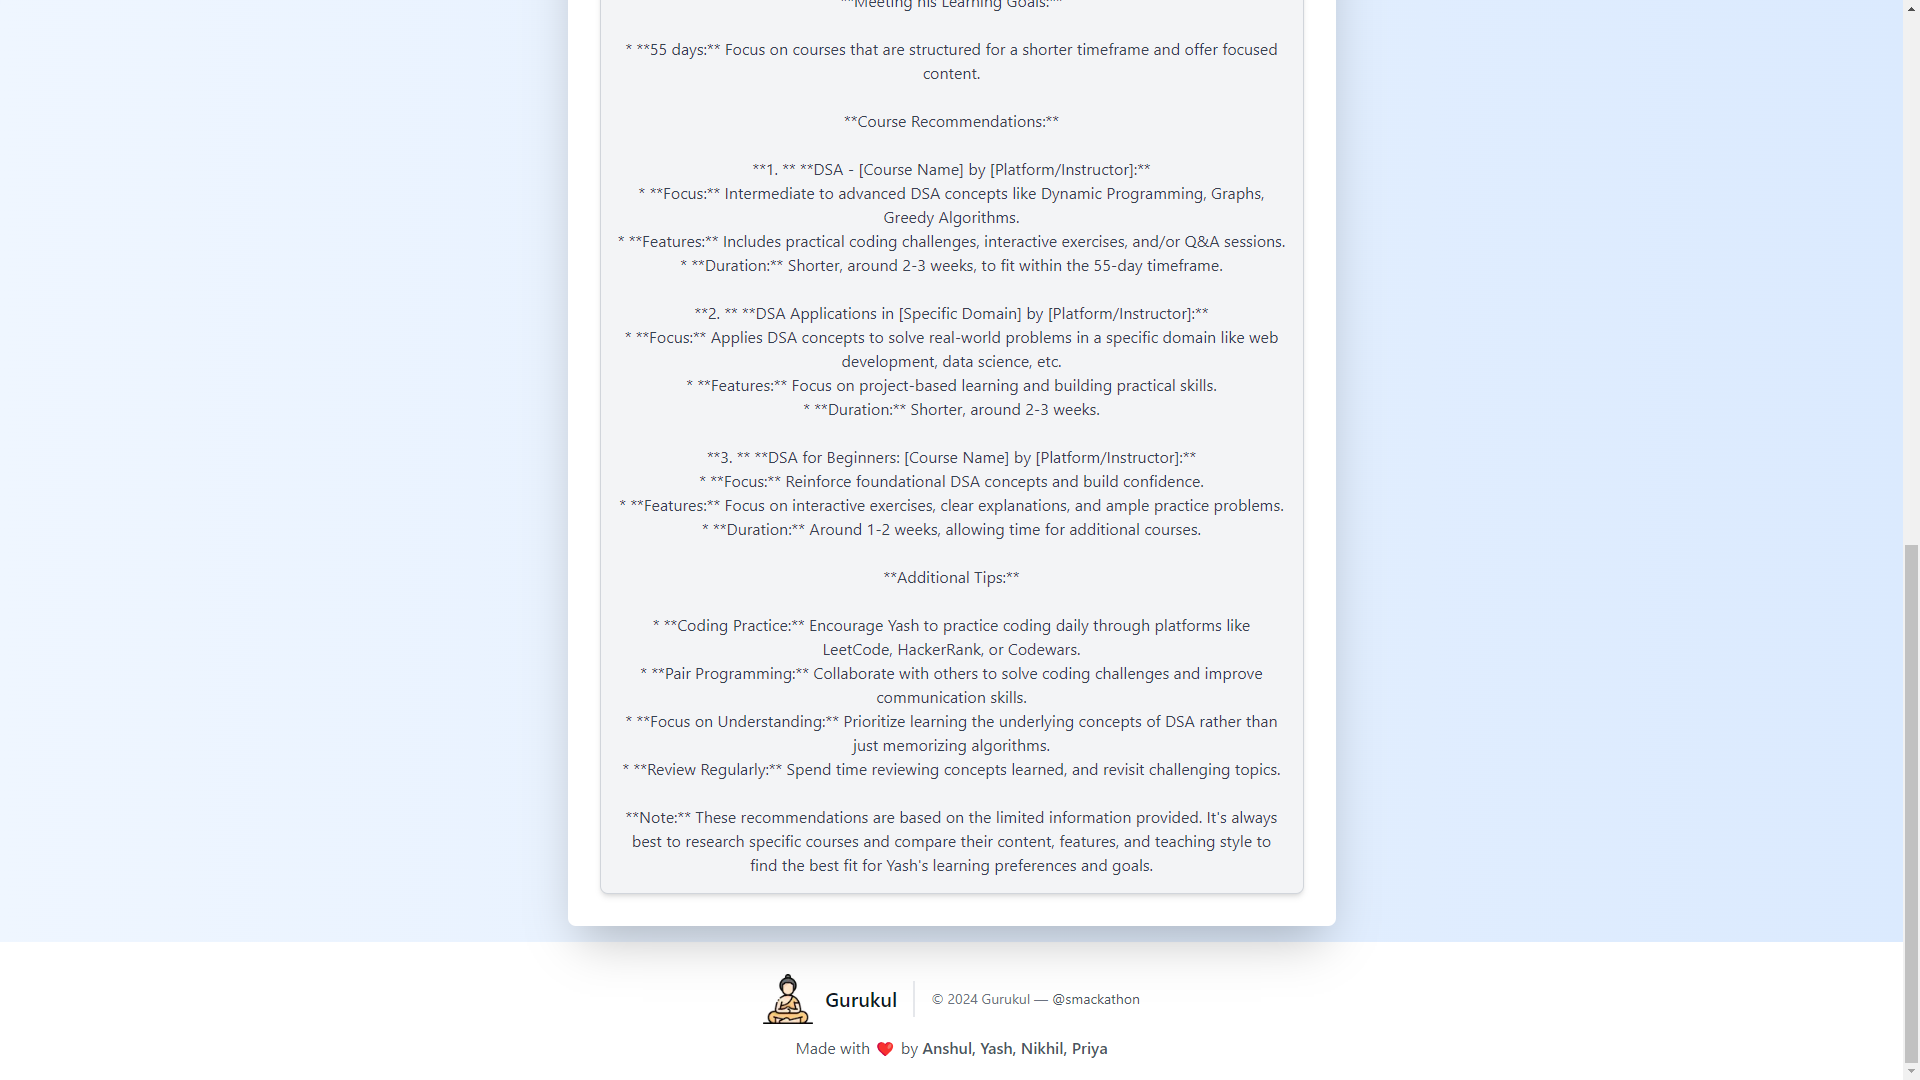 **Meeting his Learning Goals:**
* **55 days:** Focus on courses that are structured for a shorter timeframe and offer focused
content.
**Course Recommendations:**
**1. ** **DSA - [Course Name] by [Platform/Instructor]:**
* **Focus:** Intermediate to advanced DSA concepts like Dynamic Programming, Graphs,
Greedy Algorithms.
* **Features:** Includes practical coding challenges, interactive exercises, and/or Q&A sessions.
* **Duration:** Shorter, around 2-3 weeks, to fit within the 55-day timeframe.
**2. ** **DSA Applications in [Specific Domain] by [Platform/Instructor]:**
* **Focus:** Applies DSA concepts to solve real-world problems in a specific domain like web
development, data science, etc.
* **Features:** Focus on project-based learning and building practical skills.
* **Duration:** Shorter, around 2-3 weeks.
**3. ** **DSA for Beginners: [Course Name] by [Platform/Instructor]:**
* **Focus:** Reinforce foundational DSA concepts and build confidence.
* **Features:** Focus on interactive exercises, clear explanations, and ample practice problems.
* **Duration:** Around 1-2 weeks, allowing time for additional courses.
**Additional Tips:**
* **Coding Practice:** Encourage Yash to practice coding daily through platforms like
LeetCode, HackerRank, or Codewars.
* **Pair Programming:** Collaborate with others to solve coding challenges and improve
communication skills.
* **Focus on Understanding:** Prioritize learning the underlying concepts of DSA rather than
just memorizing algorithms.
* **Review Regularly:** Spend time reviewing concepts learned, and revisit challenging topics.
**Note:** These recommendations are based on the limited information provided. It's always
best to research specific courses and compare their content, features, and teaching style to
find the best fit for Yash's learning preferences and goals.
Gurukul
© 2024 Gurukul — @smackathon
Made with ❤️ by Anshul, Yash, Nikhil, Priya